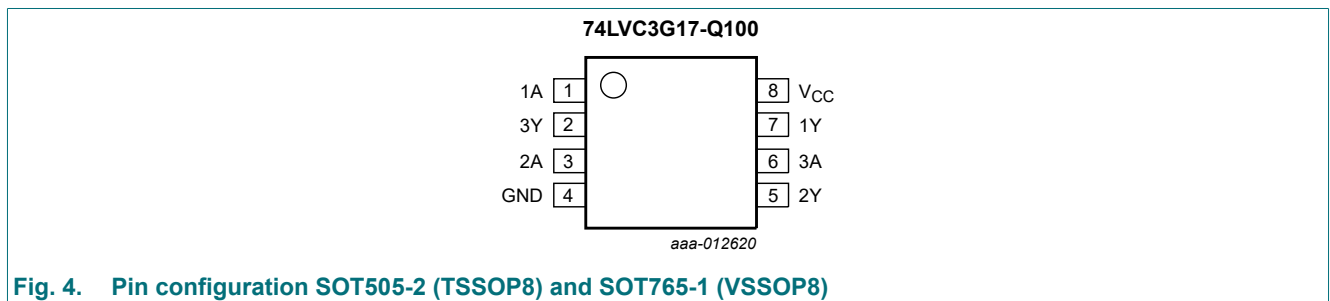 74LVC3G17-Q100
1A 1 8 VCC
3Y 2 7 1Y
2A 3 6 3A
GND 4 5 2Y
aaa-012620
Fig. 4. Pin configuration SOT505-2 (TSSOP8) and SOT765-1 (VSSOP8)